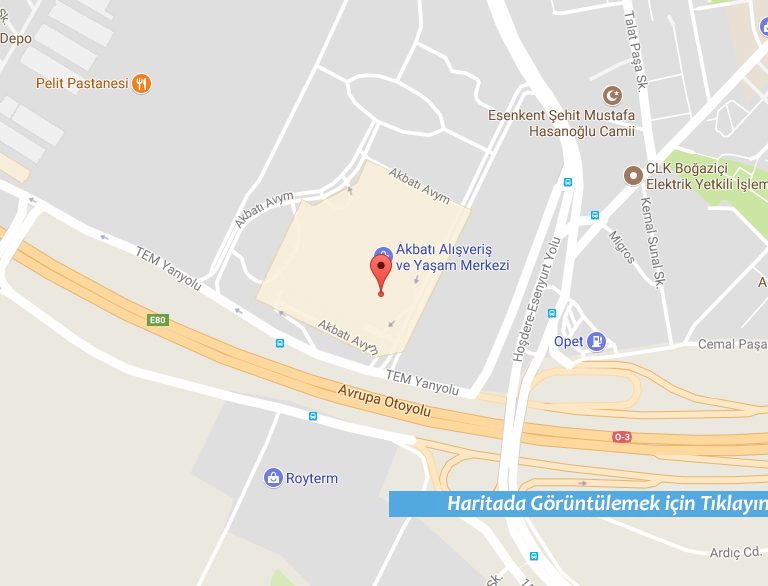 Sk.
Depo
Talat Paşa Sk.
Pelit Pastanesi
Esenkent Şehit Mustafa
Hasanoğlu Camii
CLK Boğaziçi
Elektrik Yetkili İşlem
Akbatı Avym
Akbatı Avym
Kemal Sunal Sk.
Migros
Akbatı Alışveriş
ve Yaşam Merkezi
TEM Yanyolu
Hoşdere-Esenyurt Yolu
A
E80
Akbatı Avym
Opet
Cemal Paşa
TEM Yanyolu
Avrupa Otoyolu
O-3
Royterm
Haritada Görüntülemek için Tıklayın
Ardıç Cd.
Sk.